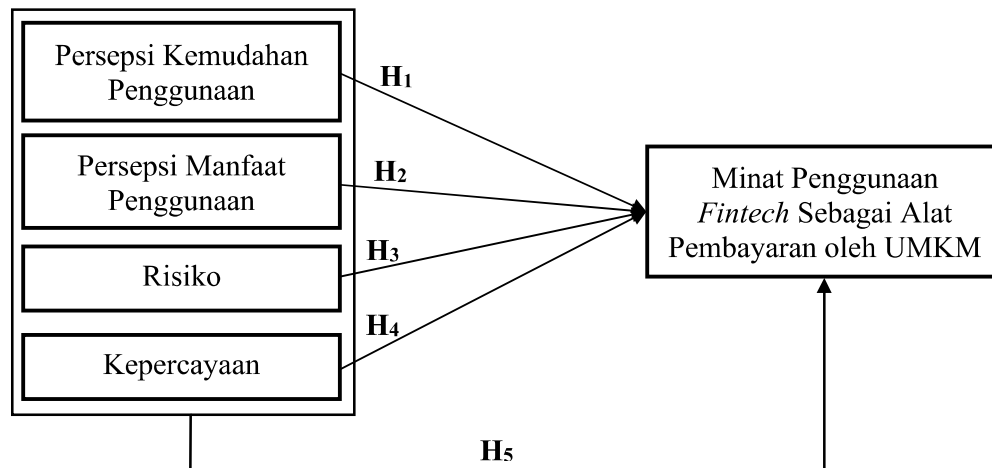 Persepsi Kemudahan
Penggunaan
H1
Persepsi Manfaat
Penggunaan
H2
Risiko
H3
Kepercayaan
H4
Minat Penggunaan
Fintech Sebagai Alat
Pembayaran oleh UMKM
H5